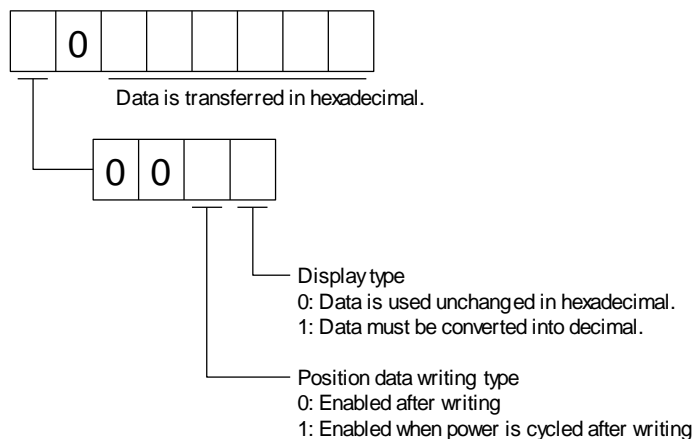 0
Data is transferred in hexadecimal.
0 0
Display type
0: Data is used unchanged in hexadecimal.
1: Data must be converted into decimal.
Position data writing type
0: Enabled after writing
1: Enabled when power is cycled after writing